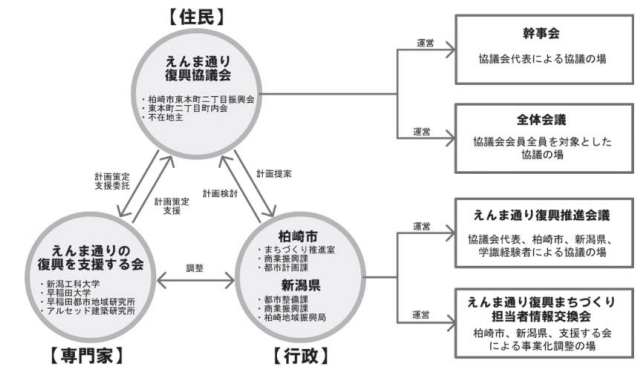 【住民】
えんま通り
復興協議会
・柏崎市東本町二丁目振興会
・東本町二丁目町内会
・不在地主
運営
幹事会
協議会代表による協議の場
運営
全体会議
協議会会員全員を対象とした
協議の場
計画策定
支援委託
計画策定
支援
計画検討
計画提案
えんま通りの
復興を支援する会
・新潟工科大学
・早稲田大学
・早稲田都市地域研究所
・アルセッド建築研究所
【専門家】
調整
柏崎市
・まちづくり推進室
・商業振興課
・都市計画課
新潟県
・都市整備課
・商業振興課
・柏崎地域振興局
【行政】
運営
えんま通り復興推進会議
協議会代表、柏崎市、新潟県、
学識経験者による協議の場
運営
えんま通り復興まちづくり
担当者情報交換会
柏崎市、新潟県、支援する会
による事業化調整の場